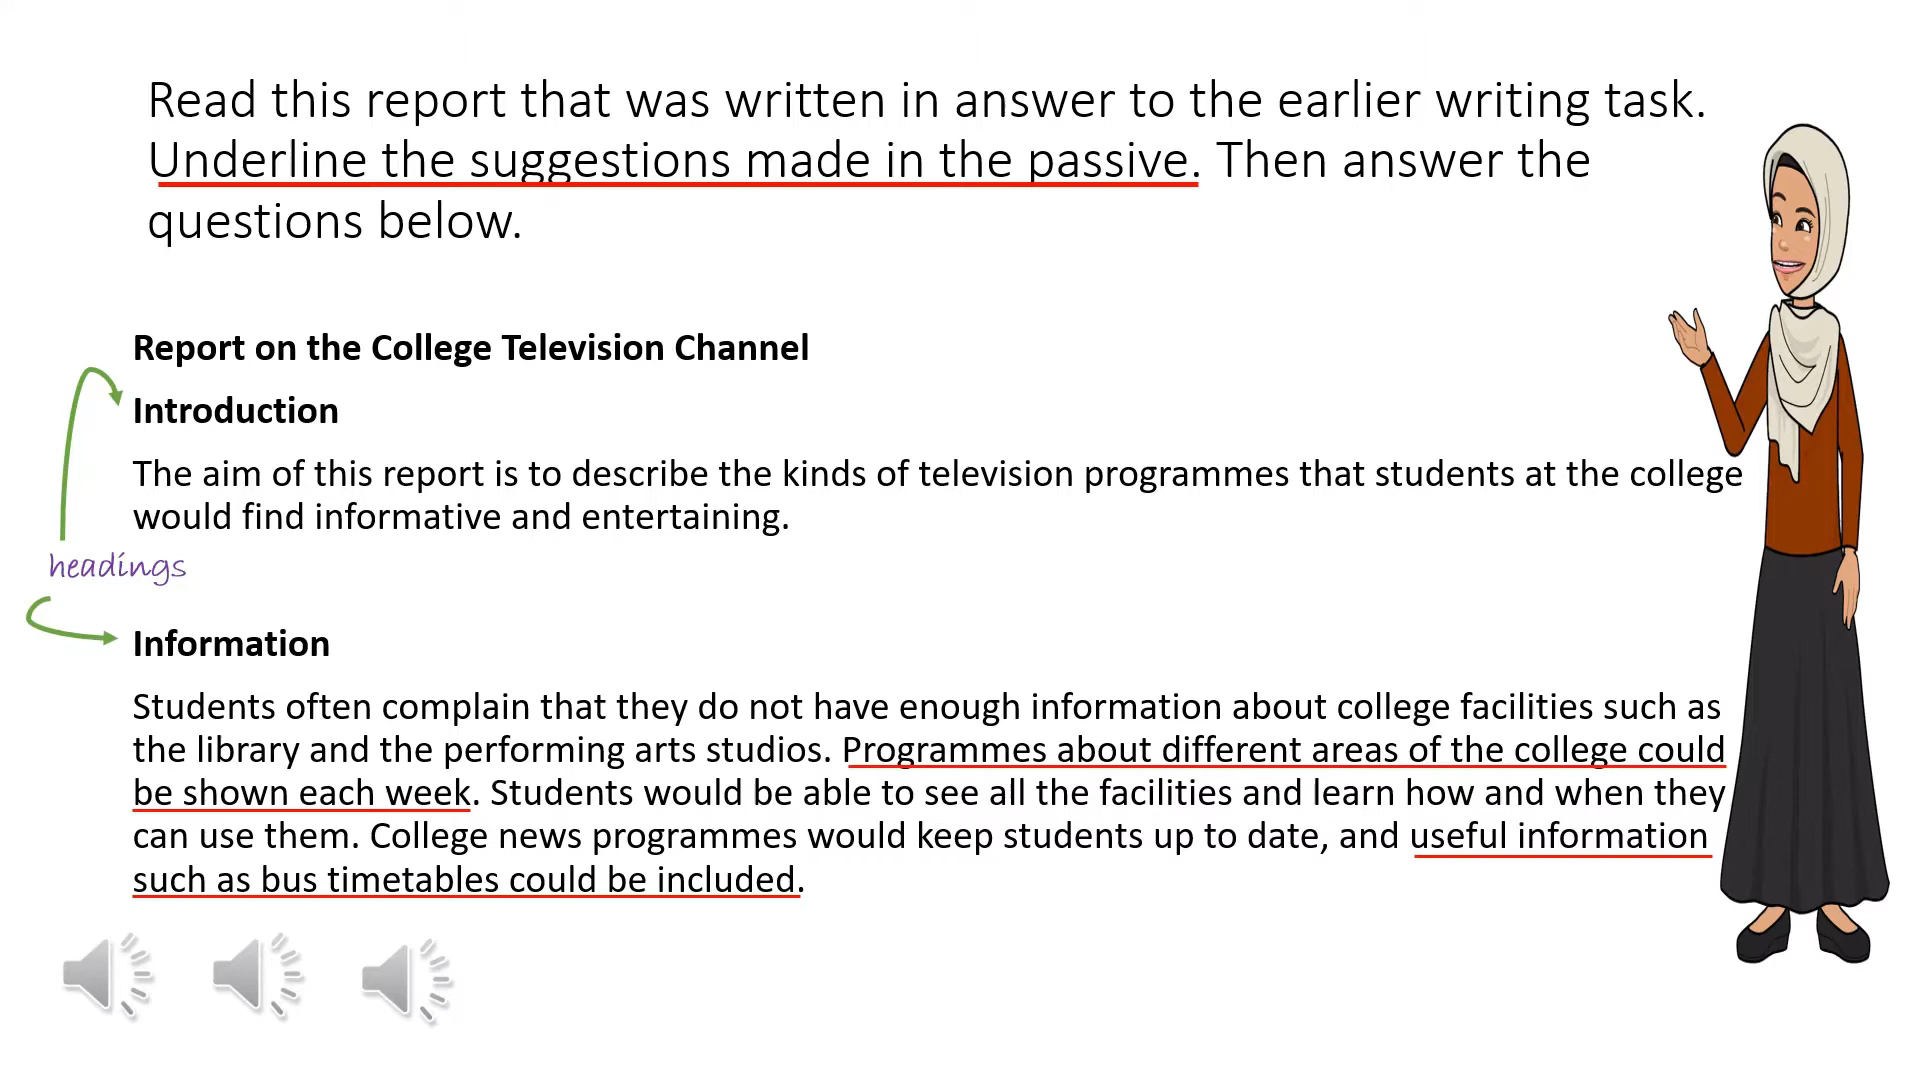 Read this report that was written in answer to the earlier writing task.
Underline the suggestions made in the passive. Then answer the
questions below.
Report on the College Television Channel
Introduction
The aim of this report is to describe the kinds of television programmes that students at the college
would find informative and entertaining.
headings
Information
Students often complain that they do not have enough information about college facilities such as
the library and the performing arts studios. Programmes about different areas of the college could
be shown each week. Students would be able to see all the facilities and learn how and when they
can use them. College news programmes would keep students up to date, and useful information
such as bus timetables could be included.